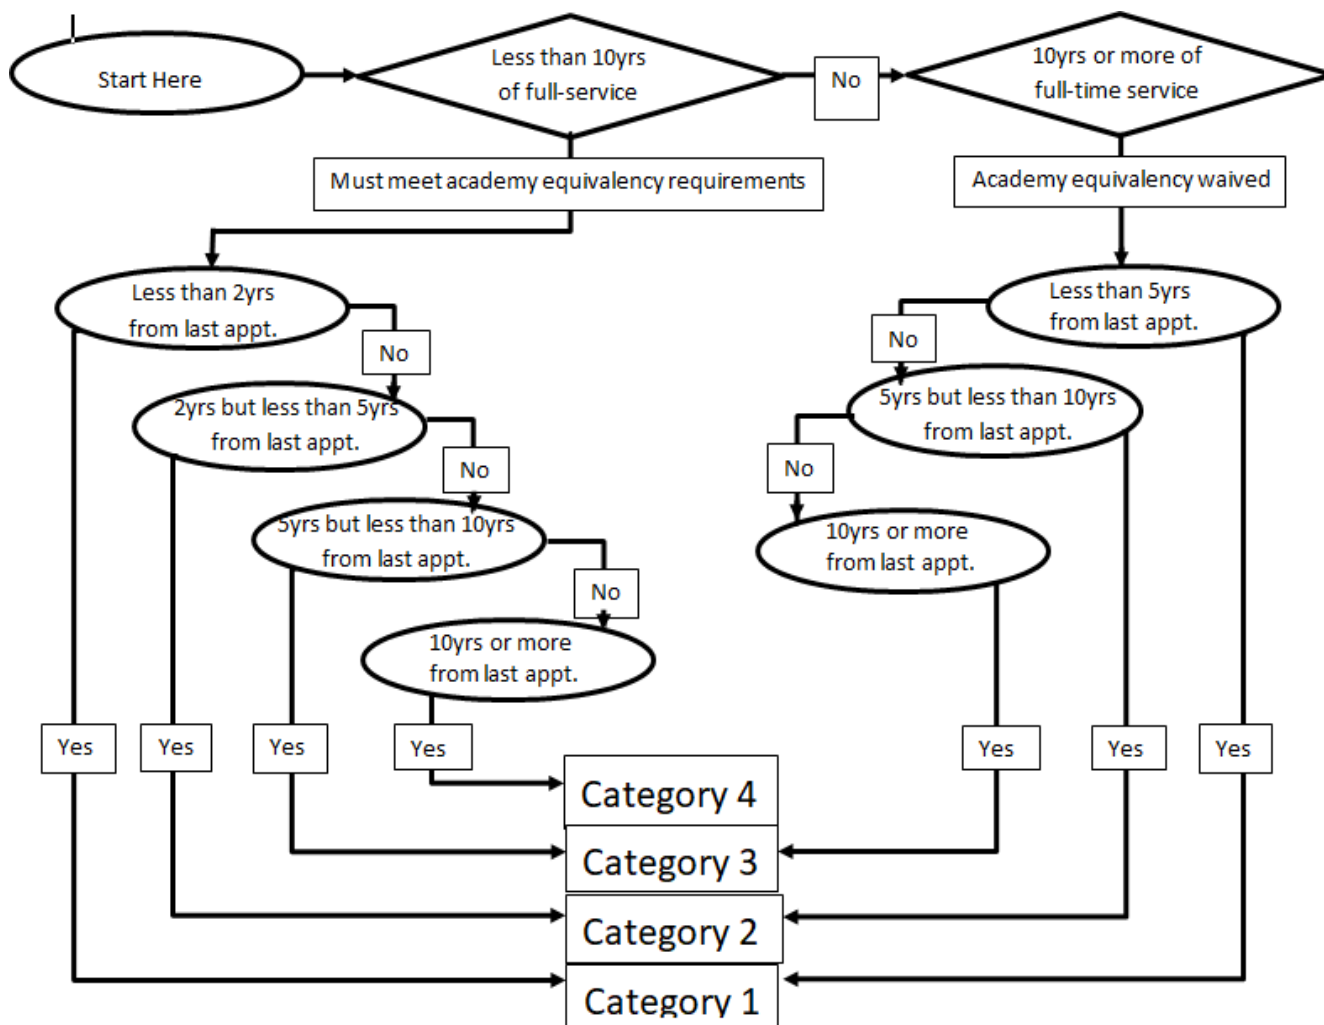 Start Here
Less than 10yrs
of full-service
No
10yrs or more of
full-time service
Must meet academy equivalency requirements
Academy equivalency waived
Less than 2yrs
from last appt.
No
2yrs but less than 5yrs
from last appt.
No
5yrs but less than 10yrs
from last appt.
No
10yrs or more
from last appt.
Less than 5yrs
from last appt.
No
5yrs but less than 10yrs
from last appt.
No
10yrs or more
from last appt.
Yes
Yes
Yes
Yes
Yes
Yes
Yes
Category 4
Category 3
Category 2
Category 1